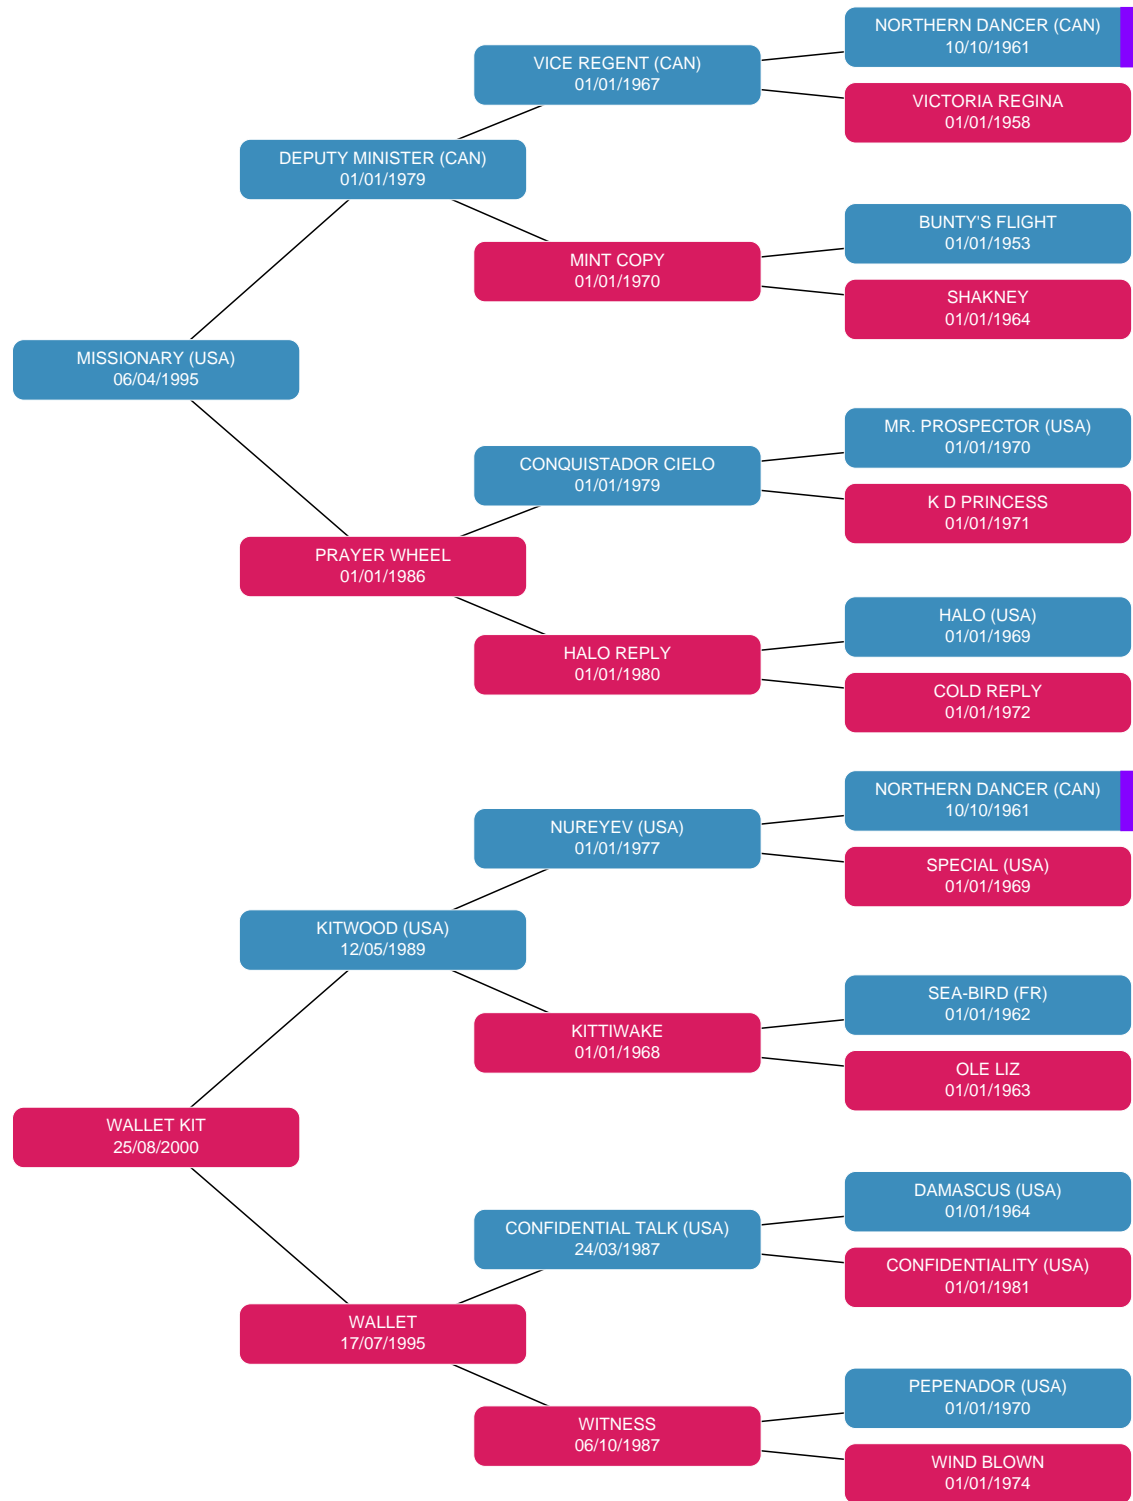 NORTHERN DANCER (CAN)
10/10/1961
VICE REGENT (CAN)
01/01/1967
VICTORIA REGINA
01/01/1958
DEPUTY MINISTER (CAN)
01/01/1979
BUNTY'S FLIGHT
01/01/1953
MINT COPY
01/01/1970
SHAKNEY
01/01/1964
MISSIONARY (USA)
06/04/1995
MR. PROSPECTOR (USA)
01/01/1970
CONQUISTADOR CIELO
01/01/1979
K D PRINCESS
01/01/1971
PRAYER WHEEL
01/01/1986
HALO (USA)
01/01/1969
HALO REPLY
01/01/1980
COLD REPLY
01/01/1972
NORTHERN DANCER (CAN)
10/10/1961
NUREYEV (USA)
01/01/1977
SPECIAL (USA)
01/01/1969
KITWOOD (USA)
12/05/1989
SEA-BIRD (FR)
01/01/1962
KITTIWAKE
01/01/1968
OLE LIZ
01/01/1963
WALLET KIT
25/08/2000
DAMASCUS (USA)
01/01/1964
CONFIDENTIAL TALK (USA)
24/03/1987
CONFIDENTIALITY (USA)
01/01/1981
WALLET
17/07/1995
PEPENADOR (USA)
01/01/1970
WITNESS
06/10/1987
WIND BLOWN
01/01/1974